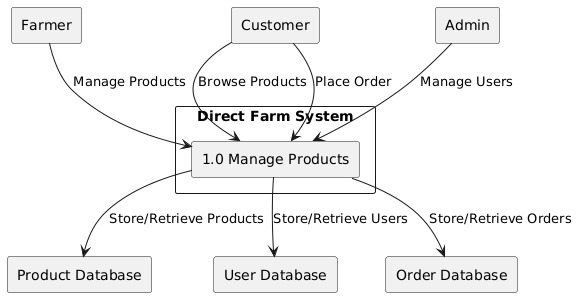 Farmer
Customer
Admin
Manage Products
Browse Products
Place Order
Manage Users
Direct Farm System
1.0 Manage Products
Store/Retrieve Products
Store/Retrieve Users
Store/Retrieve Orders
Product Database
User Database
Order Database